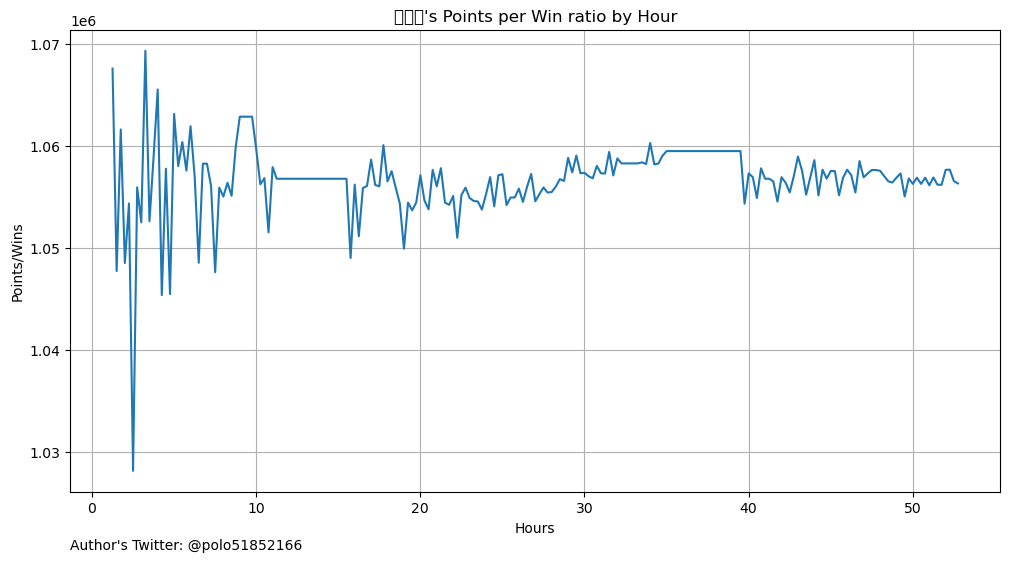 's Points per Win ratio by Hour
1e6
1.07
1.06
1.05
1.04
1.03
Points/Wins
0 10 20 30 40 50
Hours
Author's Twitter: @polo51852166